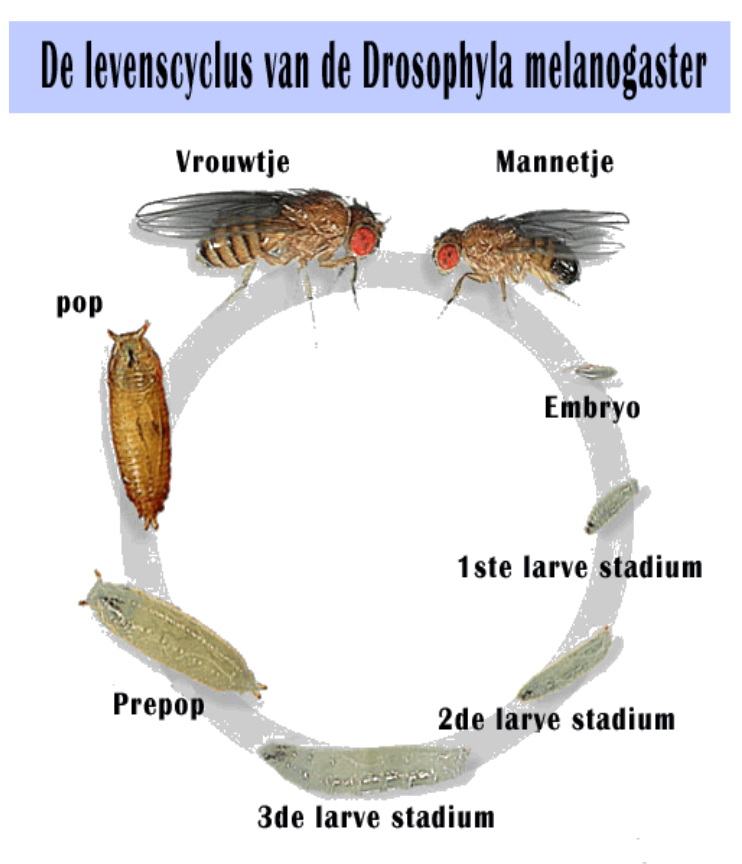 De levenscyclus van de Drosophyla melanogaster
Vrouwtje
Mannetje
pop
Embryo
1ste larve stadium
Prepop
2de larve stadium
3de larve stadium